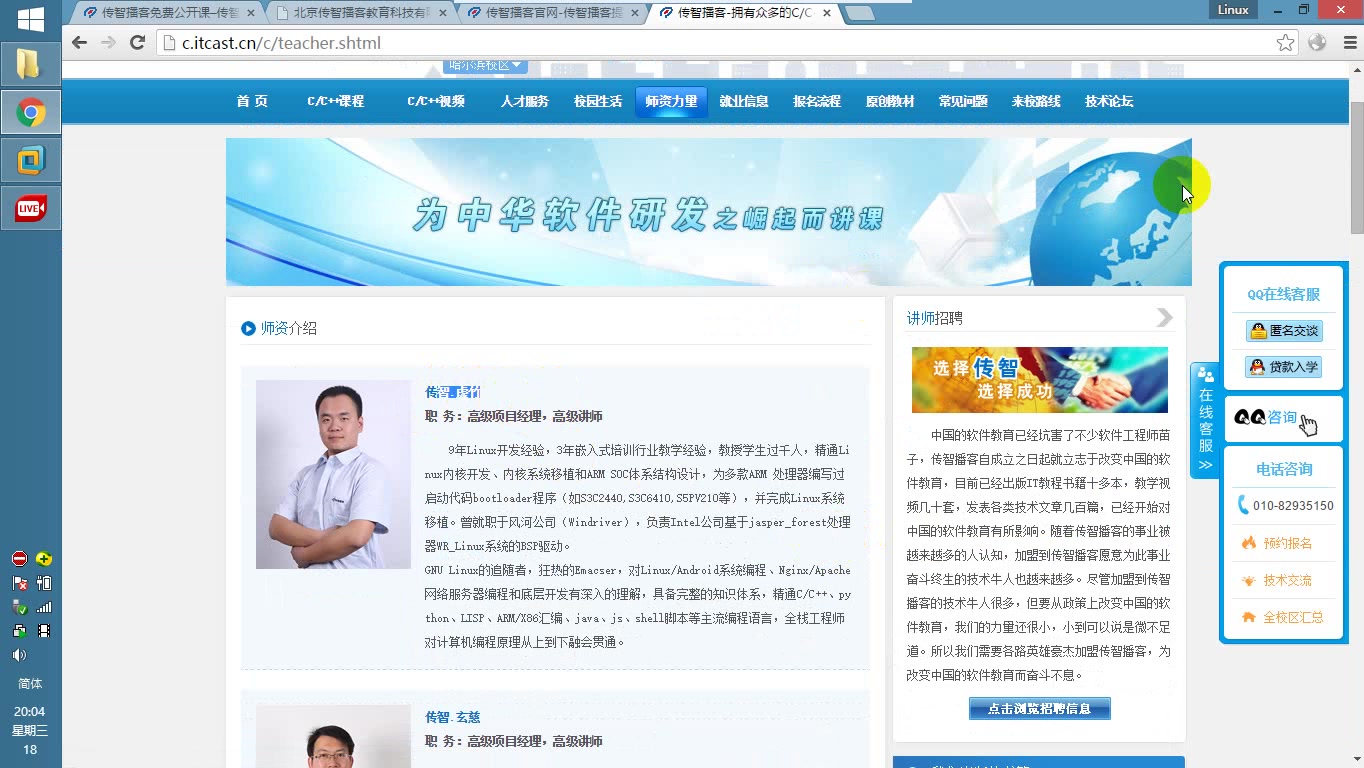 传智播客免费公开课–传智
北京传智播客教育科技有
传智播客官网-传智播客提
传智播客-拥有众多的C/C
Linux
c.itcast.cn/c/teacher.shtml
哈尔滨校区
首 页
C/C++课程
C/C++视频
人才服务
校园生活
师资力量
就业信息
报名流程
原创教材
常见问题
来校路线
技术论坛
为中华软件研发之崛起而讲课
师资介绍
传智.
职 务：高级项目经理，高级讲师
9年Linux开发经验，3年嵌入式培训行业教学经验，教授学生过千人，精通Li
nux内核开发、内核系统移植和ARM SOC体系结构设计，为多款ARM 处理器编写过
启动代码bootloader程序（如S3C2440,S3C6410,S5PV210等），并完成Linux系统
移植。曾就职于风河公司（Windriver），负责Intel公司基于jasper_forest处理
器WR_Linux系统的BSP驱动。
GNU Linux的追随者，狂热的Emacser，对Linux/Android系统编程、Nginx/Apache
网络服务器编程和底层开发有深入的理解，具备完整的知识体系，精通C/C++、py
thon、LISP、ARM/X86汇编、java、js、shell脚本等主流编程语言，全栈工程师
对计算机编程原理从上到下融会贯通。
传智.玄慈
职 务：高级项目经理，高级讲师
讲师招聘
选择传智
选择成功
中国的软件教育已经坑害了不少软件工程师苗
子，传智播客自成立之日起就立志于改变中国的软
件教育，目前已经出版IT教程书籍十多本，教学视
频几十套，发表各类技术文章几百篇，已经开始对
中国的软件教育有所影响。随着传智播客的事业被
越来越多的人认知，加盟到传智播客愿意为此事业
奋斗终生的技术牛人也越来越多。尽管加盟到传智
播客的技术牛人很多，但要从政策上改变中国的软
件教育，我们的力量还很小，小到可以说是微不足
道。所以我们需要各路英雄豪杰加盟传智播客，为
改变中国的软件教育而奋斗不息。
点击浏览招聘信息
在线客服
QQ在线客服
匿名交谈
贷款入学
咨询
电话咨询
010-82935150
预约报名
技术交流
全校区汇总
LIVE
简体
20:04
星期三
18